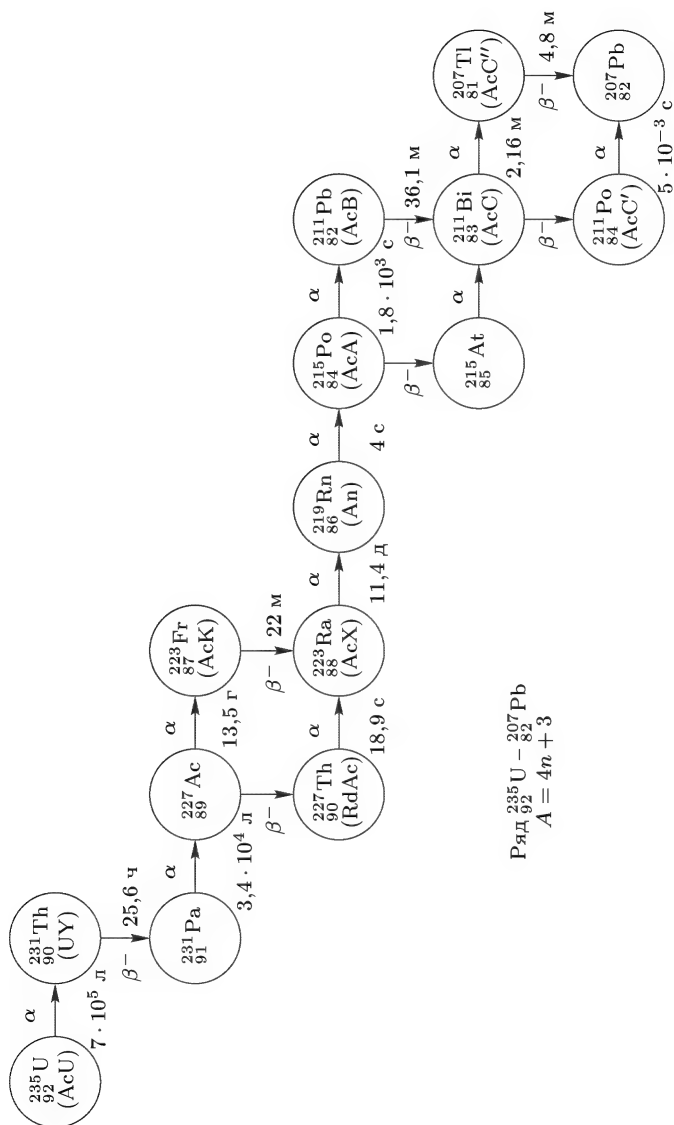 ²³⁵₉₂U
(AcU)
α
7 · 10⁵ л
²³¹₉₀Th
(UY)
β⁻
25,6 ч
²³¹₉₁Pa
α
3,4 · 10⁴ л
²²⁷₈₉Ac
α
13,5 г
²²³₈₇Fr
(AcK)
β⁻
22 м
β⁻
²²⁷₉₀Th
(RdAc)
α
18,9 с
²²³₈₈Ra
(AcX)
α
11,4 д
²¹⁹₈₆Rn
(An)
α
4 с
²¹⁵₈₄Po
(AcA)
α
1,8 · 10³ с
²¹¹₈₂Pb
(AcB)
β⁻
36,1 м
β⁻
²¹⁵₈₅At
α
²¹¹₈₃Bi
(AcC)
α
2,16 м
²⁰⁷₈₁Tl
(AcC″)
β⁻
4,8 м
β⁻
²¹¹₈₄Po
(AcC′)
α
5 · 10⁻³ с
²⁰⁷₈₂Pb
Ряд ²³⁵₉₂U – ²⁰⁷₈₂Pb
A = 4n + 3